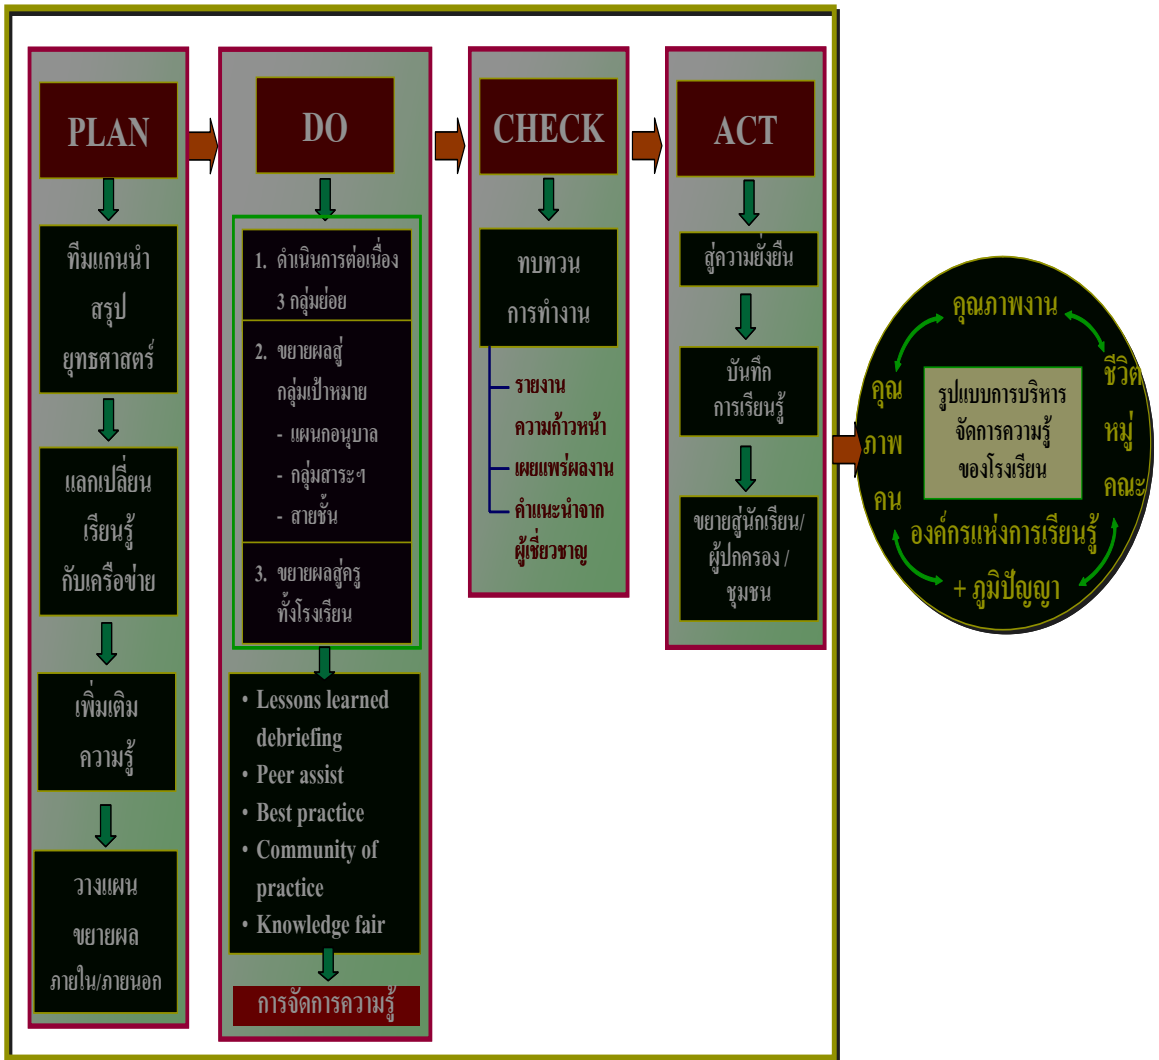 PLAN
ทีมแกนนำ
สรุป
ยุทธศาสตร์
แลกเปลี่ยน
เรียนรู้
กับเครือข่าย
เพิ่มเติม
ความรู้
วางแผน
ขยายผล
ภายใน/ภายนอก
DO
1. ดำเนินการต่อเนื่อง
3 กลุ่มย่อย
2. ขยายผลสู่
กลุ่มเป้าหมาย
- แผนกอนุบาล
- กลุ่มสาระฯ
- สายชั้น
3. ขยายผลสู่ครู
ทั้งโรงเรียน
• Lessons learned
debriefing
• Peer assist
• Best practice
• Community of
practice
• Knowledge fair
การจัดการความรู้
CHECK
ทบทวน
การทำงาน
รายงาน
ความก้าวหน้า
เผยแพร่ผลงาน
คำแนะนำจาก
ผู้เชี่ยวชาญ
ACT
สู่ความยั่งยืน
บันทึก
การเรียนรู้
ขยายสู่นักเรียน/
ผู้ปกครอง /
ชุมชน
คุณภาพงาน
คุณ
ภาพ
คน
รูปแบบการบริหาร
จัดการความรู้
ของโรงเรียน
ชีวิต
หมู่
คณะ
องค์กรแห่งการเรียนรู้
+ ภูมิปัญญา